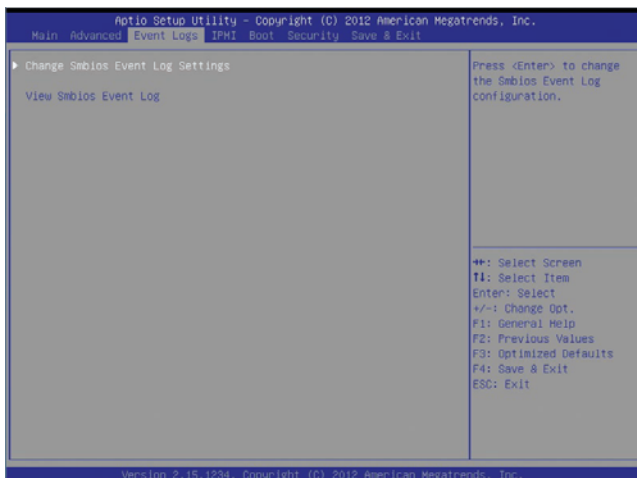 Aptio Setup Utility - Copyright (C) 2012 American Megatrends, Inc.
Main Advanced Event Logs IPMI Boot Security Save & Exit
▶ Change Smbios Event Log Settings
View Smbios Event Log
Press <Enter> to change
the Smbios Event Log
configuration.
→←: Select Screen
↑↓: Select Item
Enter: Select
+/-: Change Opt.
F1: General Help
F2: Previous Values
F3: Optimized Defaults
F4: Save & Exit
ESC: Exit
Version 2.15.1234. Copyright (C) 2012 American Megatrends, Inc.